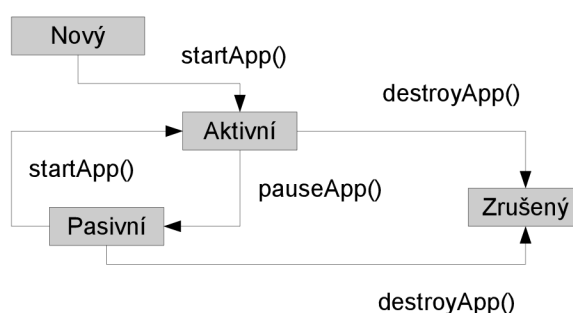 Nový
startApp()
destroyApp()
Aktivní
startApp()
pauseApp()
Pasivní
Zrušený
destroyApp()